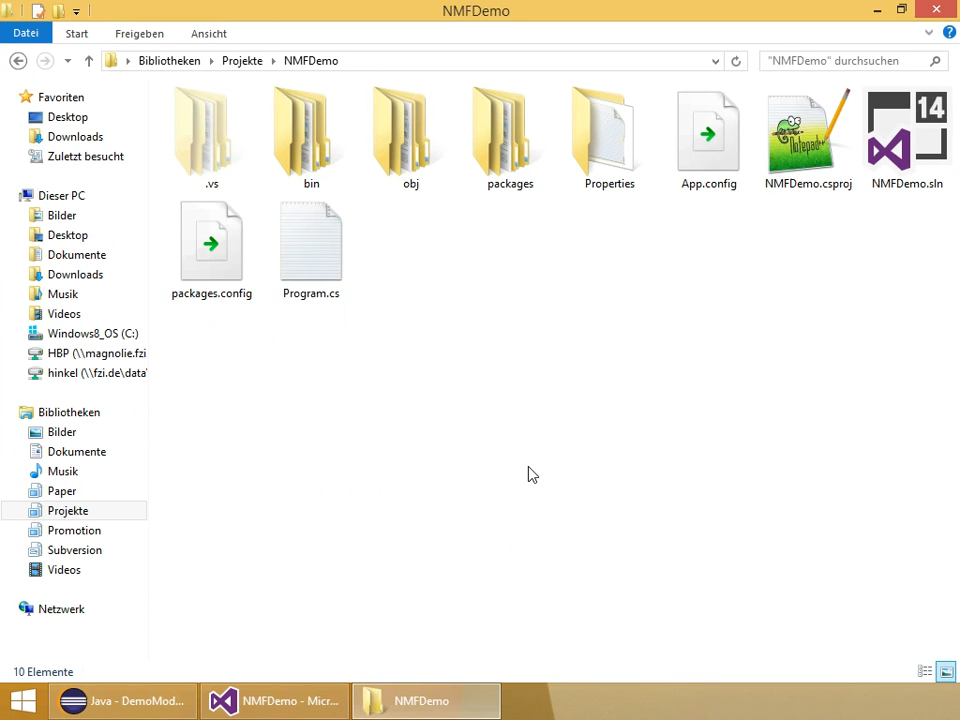 NMFDemo
Datei Start Freigeben Ansicht
Bibliotheken Projekte NMFDemo
"NMFDemo" durchsuchen
Favoriten
Desktop
Downloads
Zuletzt besucht
Dieser PC
Bilder
Desktop
Dokumente
Downloads
Musik
Videos
Windows8_OS (C:)
HBP (\\magnolie.fzi
hinkel (\\fzi.de\data'
Bibliotheken
Bilder
Dokumente
Musik
Paper
Projekte
Promotion
Subversion
Videos
Netzwerk
Notepad++
14
.vs bin obj packages Properties App.config NMFDemo.csproj NMFDemo.sln
packages.config Program.cs
10 Elemente
Java - DemoMod... NMFDemo - Micr... NMFDemo